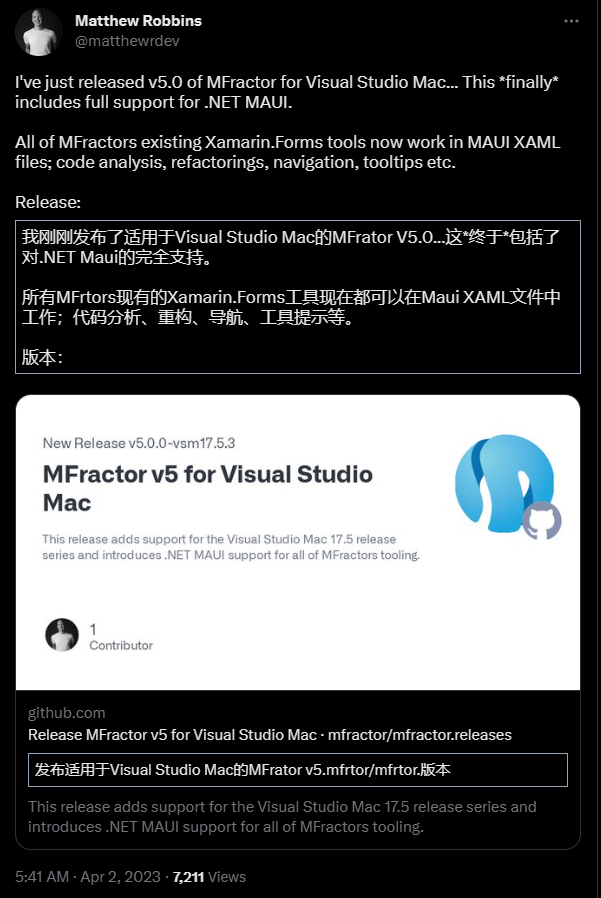 Matthew Robbins
@matthewrdev
I've just released v5.0 of MFractor for Visual Studio Mac... This *finally*
includes full support for .NET MAUI.
All of MFractors existing Xamarin.Forms tools now work in MAUI XAML
files; code analysis, refactorings, navigation, tooltips etc.
Release:
我刚刚发布了适用于Visual Studio Mac的MFrator V5.0...这*终于*包括了
对.NET Maui的完全支持。
所有MFrtors现有的Xamarin.Forms工具现在都可以在Maui XAML文件中
工作；代码分析、重构、导航、工具提示等。
版本：
New Release v5.0.0-vsm17.5.3
MFractor v5 for Visual Studio
Mac
This release adds support for the Visual Studio Mac 17.5 release
series and introduces .NET MAUI support for all of MFractors tooling.
1
Contributor
github.com
Release MFractor v5 for Visual Studio Mac · mfractor/mfractor.releases
发布适用于Visual Studio Mac的MFrator v5.mfrtor/mfrtor.版本
This release adds support for the Visual Studio Mac 17.5 release series and
introduces .NET MAUI support for all of MFractors tooling.
5:41 AM · Apr 2, 2023 · 7,211 Views